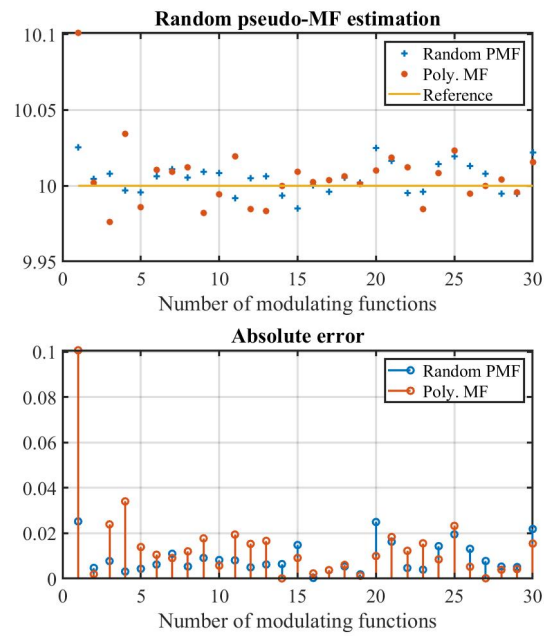 Random pseudo-MF estimation
10.1
10.05
10
9.95
Random PMF
Poly. MF
Reference
0 5 10 15 20 25 30
Number of modulating functions
Absolute error
0.1
0.08
0.06
0.04
0.02
0
Random PMF
Poly. MF
0 5 10 15 20 25 30
Number of modulating functions